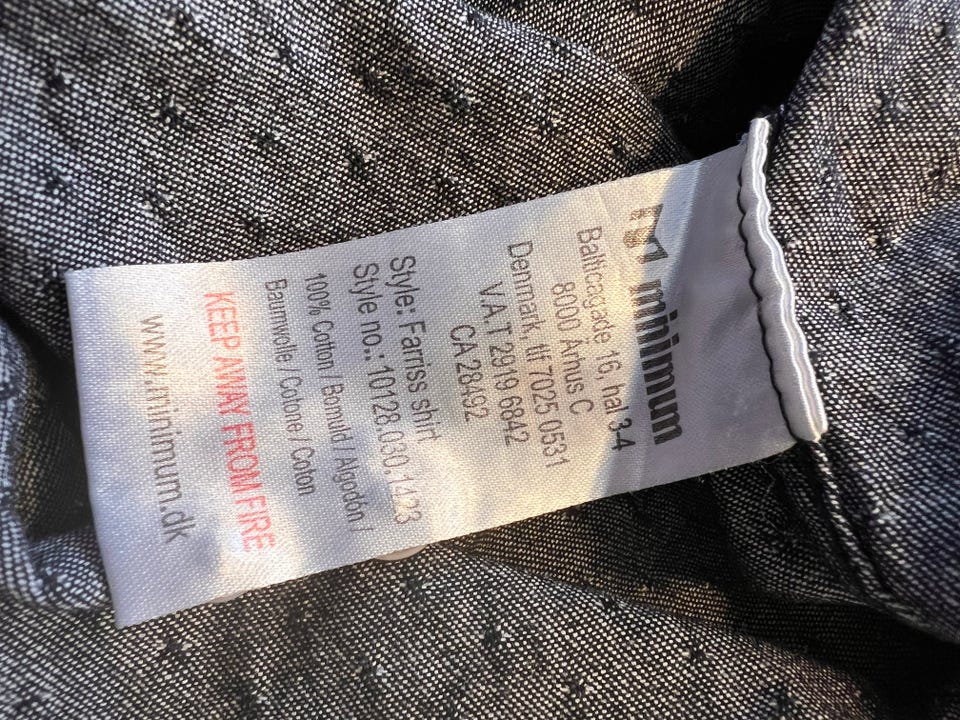 minimum
Balticagade 16, hal 3-4
8000 Århus C
Denmark, tlf 7025 0531
VA.T 2919 6842
CA 28492
Style: Farriss shirt
Style no.: 10128.030.1423
100% Cotton / Bomuld / Algodón /
Baumwolle / Cotone / Coton
KEEP AWAY FROM FIRE
www.minimum.dk